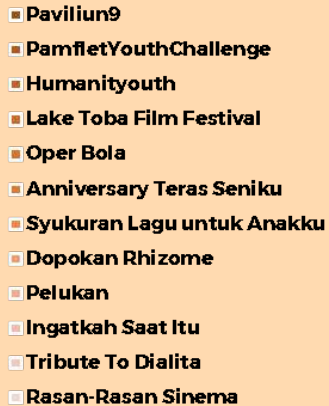 Paviliun9
PamfletYouthChallenge
Humanityouth
Lake Toba Film Festival
Oper Bola
Anniversary Teras Seniku
Syukuran Lagu untuk Anakku
Dopokan Rhizome
Pelukan
Ingatkah Saat Itu
Tribute To Dialita
Rasan-Rasan Sinema